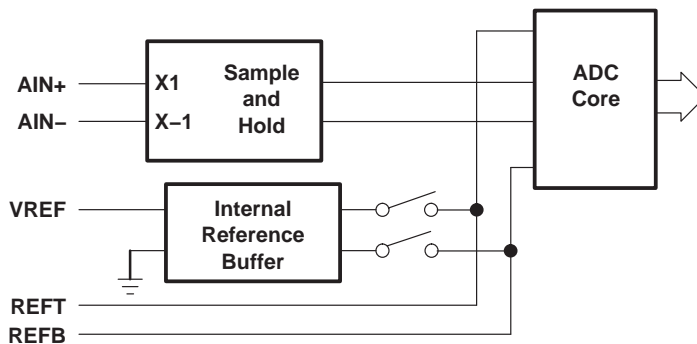 AIN+
AIN−
X1
X−1
Sample
and
Hold
ADC
Core
VREF
Internal
Reference
Buffer
REFT
REFB